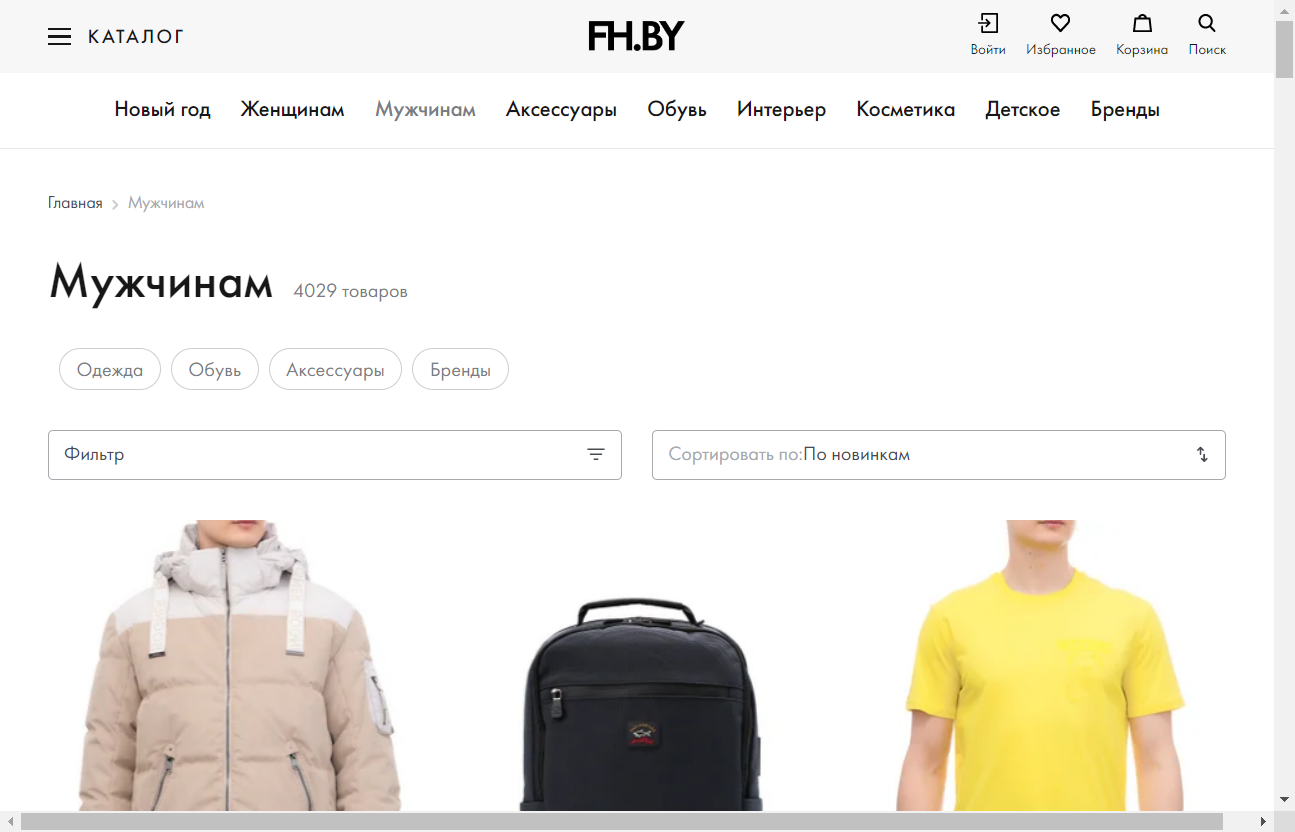 КАТАЛОГ
FH.BY
Войти
Избранное
Корзина
Поиск
Новый год
Женщинам
Мужчинам
Аксессуары
Обувь
Интерьер
Косметика
Детское
Бренды
Главная
Мужчинам
Мужчинам
4029 товаров
Одежда
Обувь
Аксессуары
Бренды
Фильтр
Сортировать по:По новинкам